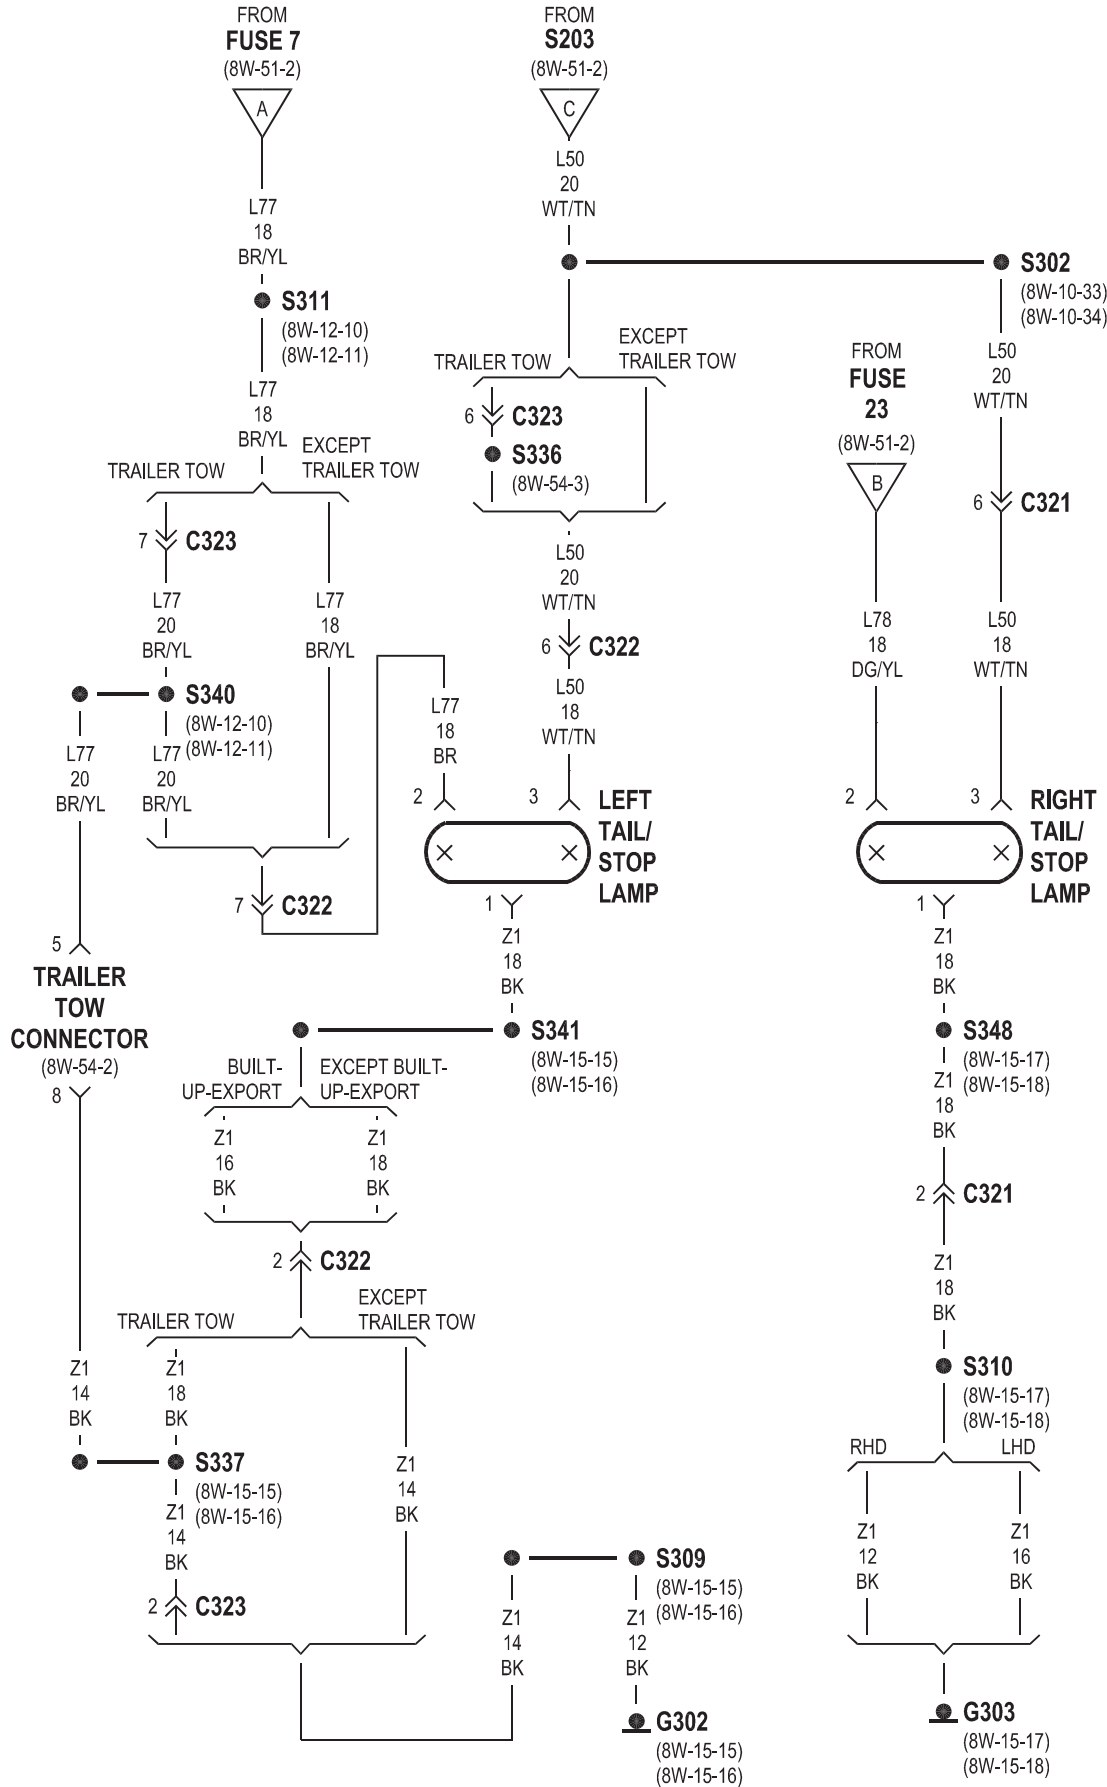 FROM
FUSE 7
(8W-51-2)
A
L77
18
BR/YL
S311
(8W-12-10)
(8W-12-11)
L77
18
BR/YL
TRAILER TOW
EXCEPT
TRAILER TOW
7
C323
L77
20
BR/YL
L77
18
BR/YL
S340
(8W-12-10)
(8W-12-11)
L77
20
BR/YL
L77
20
BR/YL
7
C322
5
TRAILER
TOW
CONNECTOR
(8W-54-2)
8
FROM
S203
(8W-51-2)
C
L50
20
WT/TN
S302
(8W-10-33)
(8W-10-34)
TRAILER TOW
EXCEPT
TRAILER TOW
6
C323
S336
(8W-54-3)
L50
20
WT/TN
6
C322
L50
18
WT/TN
L77
18
BR
2
3
LEFT
TAIL/
STOP
LAMP
1
Z1
18
BK
S341
(8W-15-15)
(8W-15-16)
BUILT-
UP-EXPORT
EXCEPT BUILT-
UP-EXPORT
Z1
16
BK
Z1
18
BK
2
C322
TRAILER TOW
EXCEPT
TRAILER TOW
Z1
14
BK
Z1
18
BK
S337
(8W-15-15)
(8W-15-16)
Z1
14
BK
Z1
14
BK
2
C323
Z1
14
BK
S309
(8W-15-15)
(8W-15-16)
Z1
12
BK
G302
(8W-15-15)
(8W-15-16)
FROM
FUSE
23
(8W-51-2)
B
L78
18
DG/YL
L50
20
WT/TN
6
C321
L50
18
WT/TN
2
3
RIGHT
TAIL/
STOP
LAMP
1
Z1
18
BK
S348
(8W-15-17)
(8W-15-18)
Z1
18
BK
2
C321
Z1
18
BK
S310
(8W-15-17)
(8W-15-18)
RHD
LHD
Z1
12
BK
Z1
16
BK
G303
(8W-15-17)
(8W-15-18)